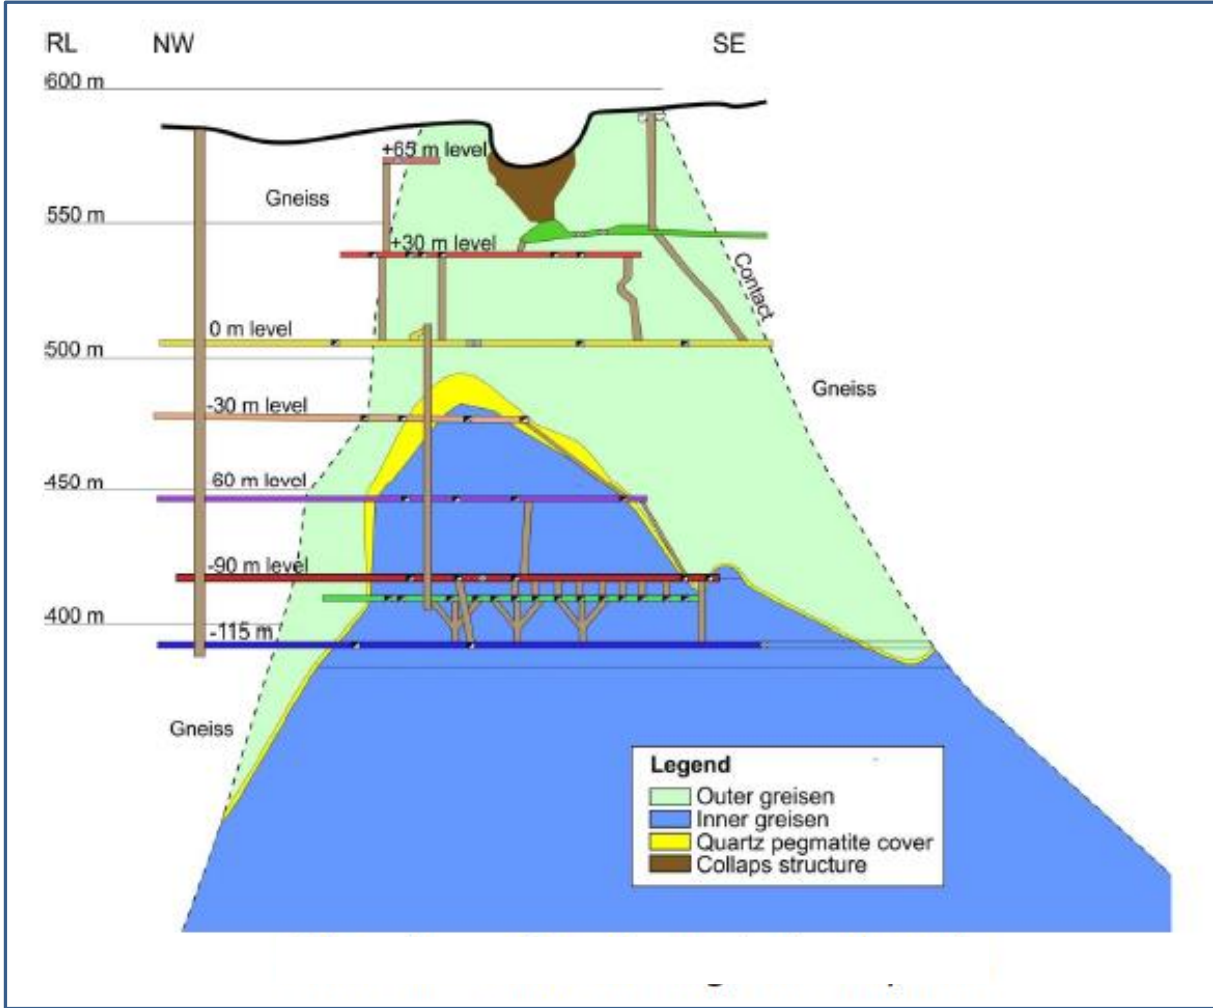 RL NW SE
600 m
+65 m level
Gneiss
550 m
+30 m level
Contact
0 m level
500 m
Gneiss
-30 m level
450 m
-60 m level
-90 m level
400 m
-115 m
Gneiss
Legend
Outer greisen
Inner greisen
Quartz pegmatite cover
Collaps structure